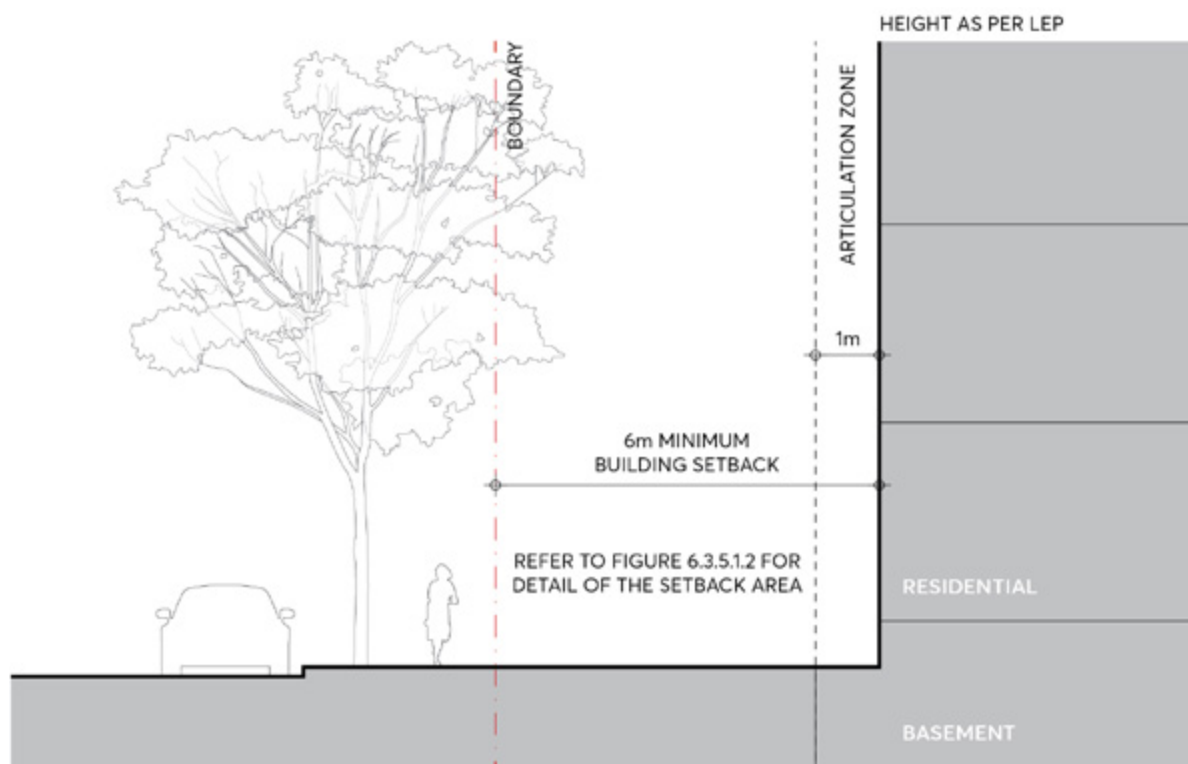 HEIGHT AS PER LEP
BOUNDARY
ARTICULATION ZONE
1m
6m MINIMUM
BUILDING SETBACK
REFER TO FIGURE 6.3.5.1.2 FOR
DETAIL OF THE SETBACK AREA
RESIDENTIAL
BASEMENT